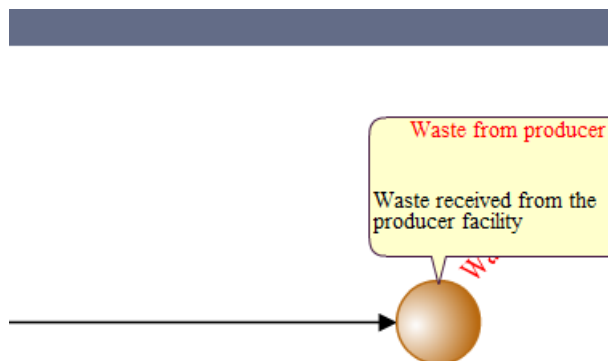 Waste from producer
Waste received from the
producer facility